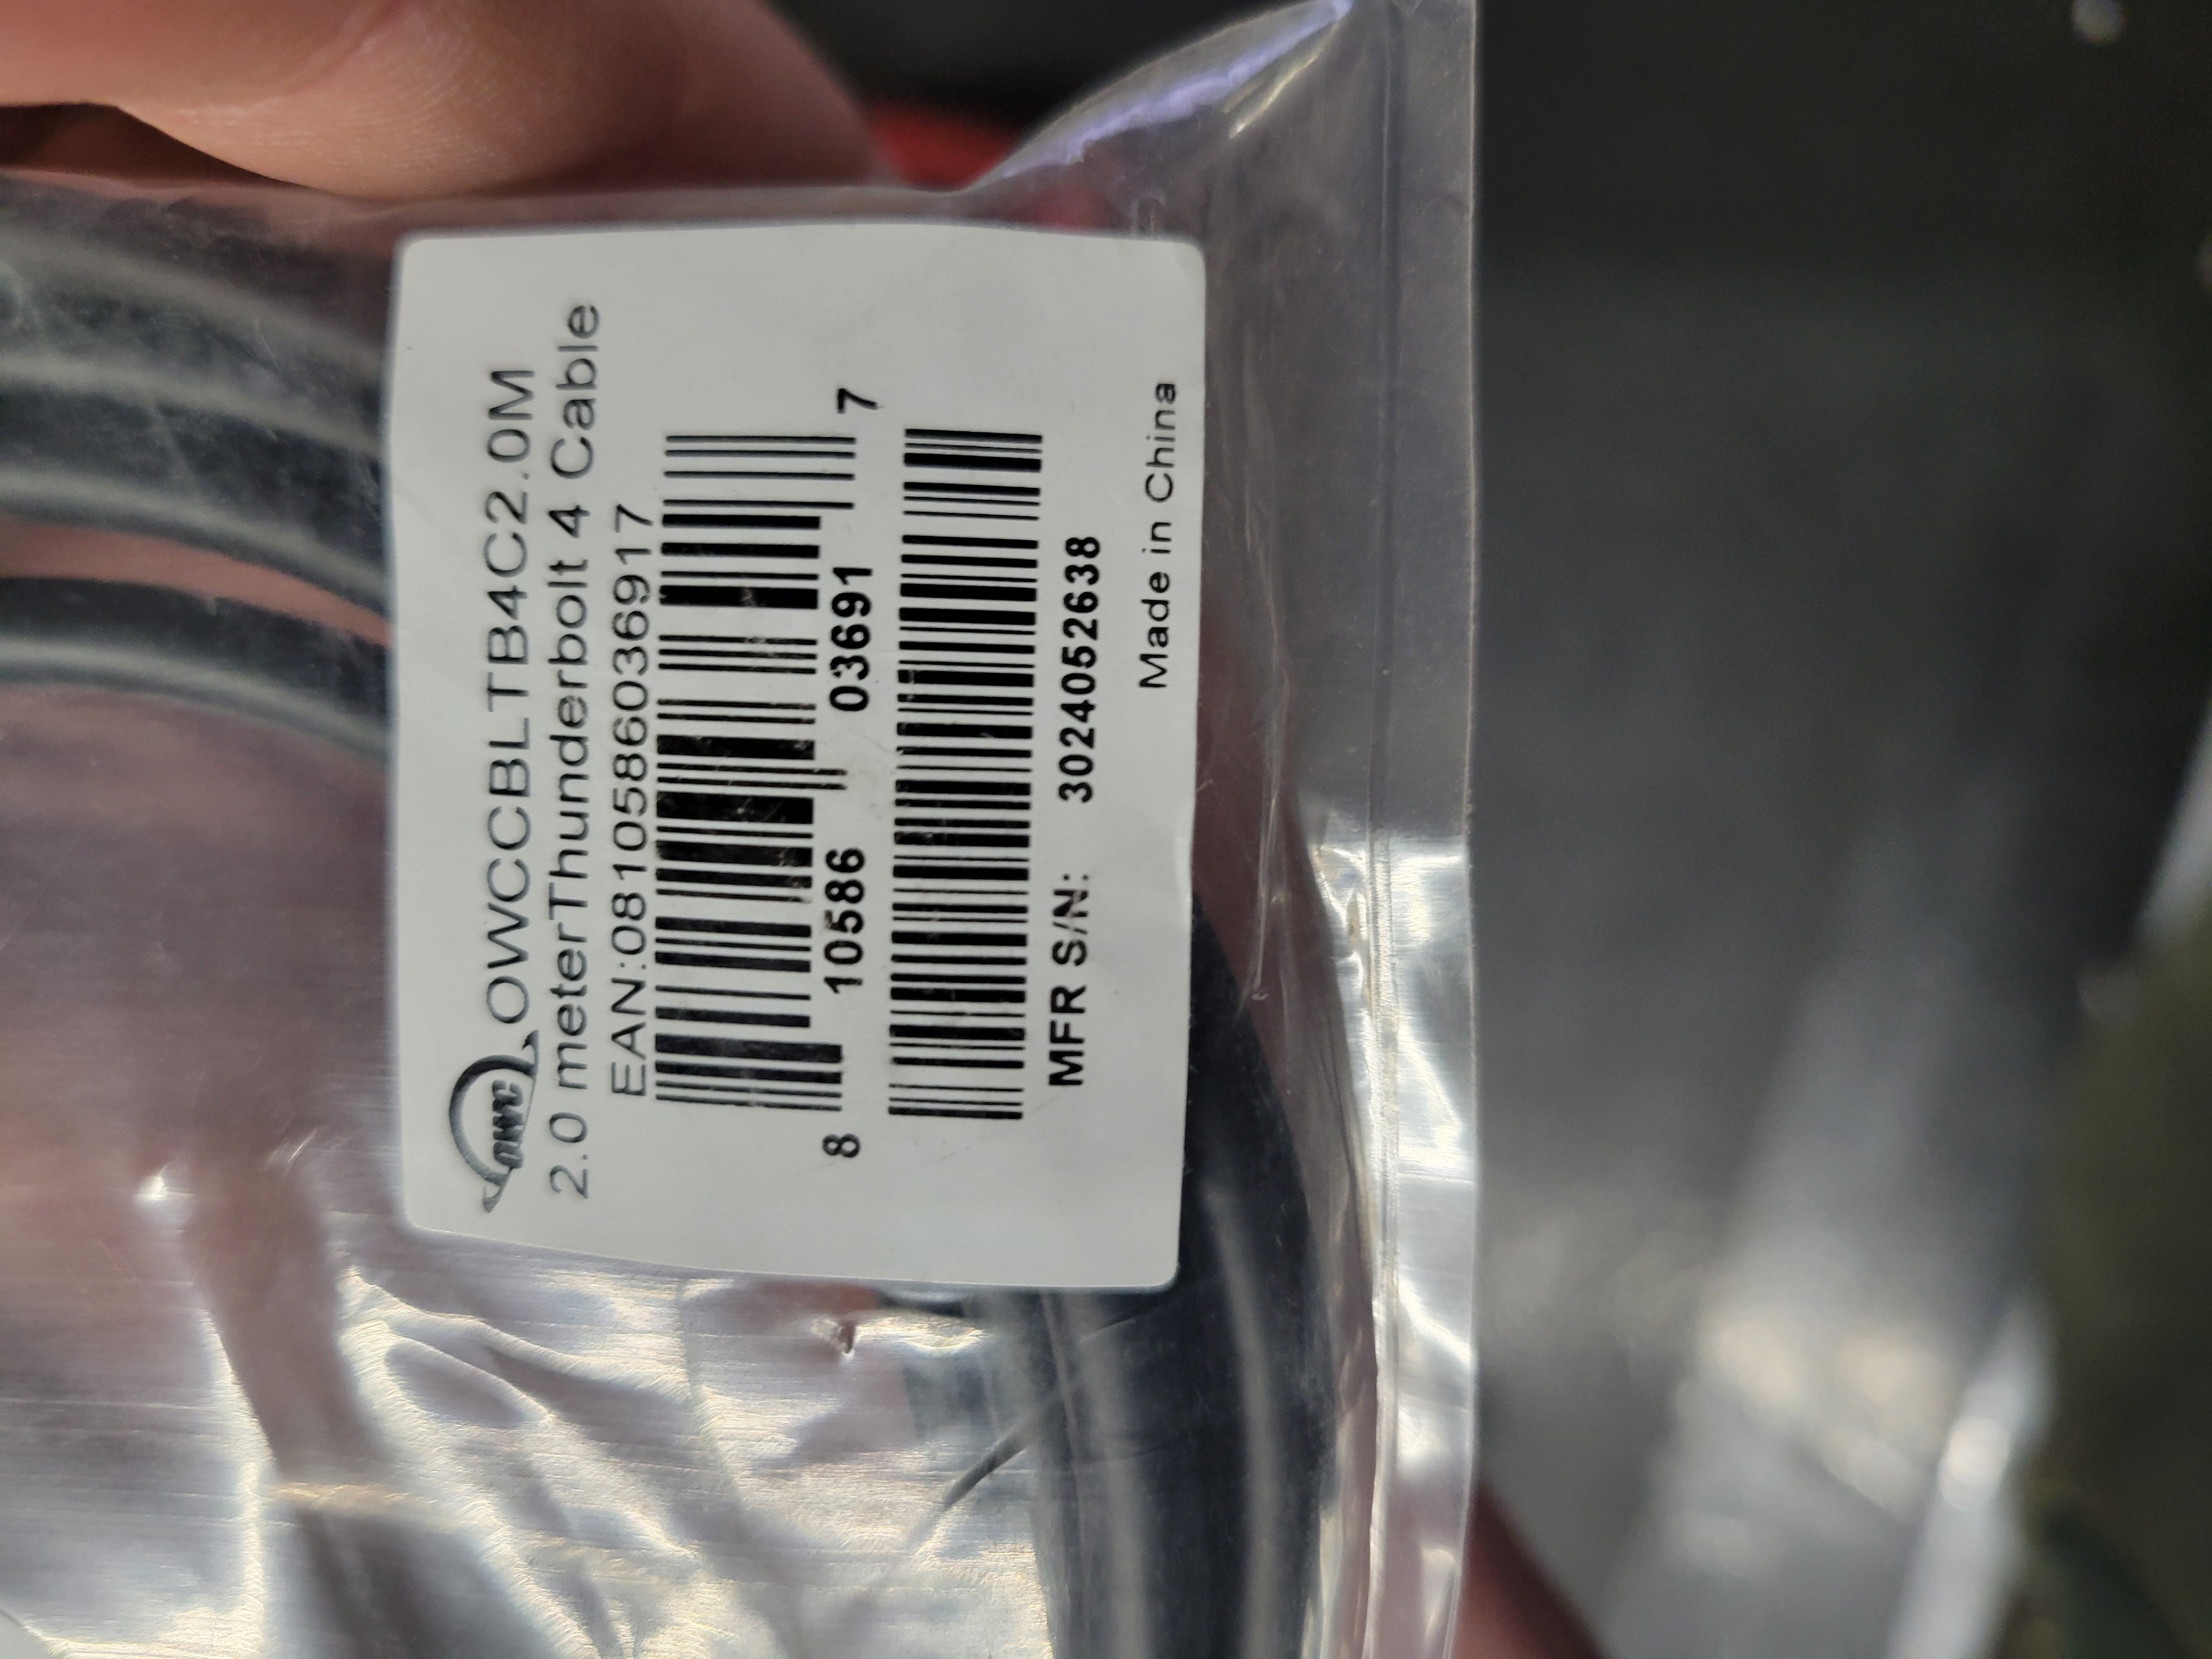 OWC OWCCBLTB4C2.0M
2.0 meterThunderbolt 4 Cable
EAN:0810586036917
8 10586 03691 7
MFR S/N: 3024052638
Made in China